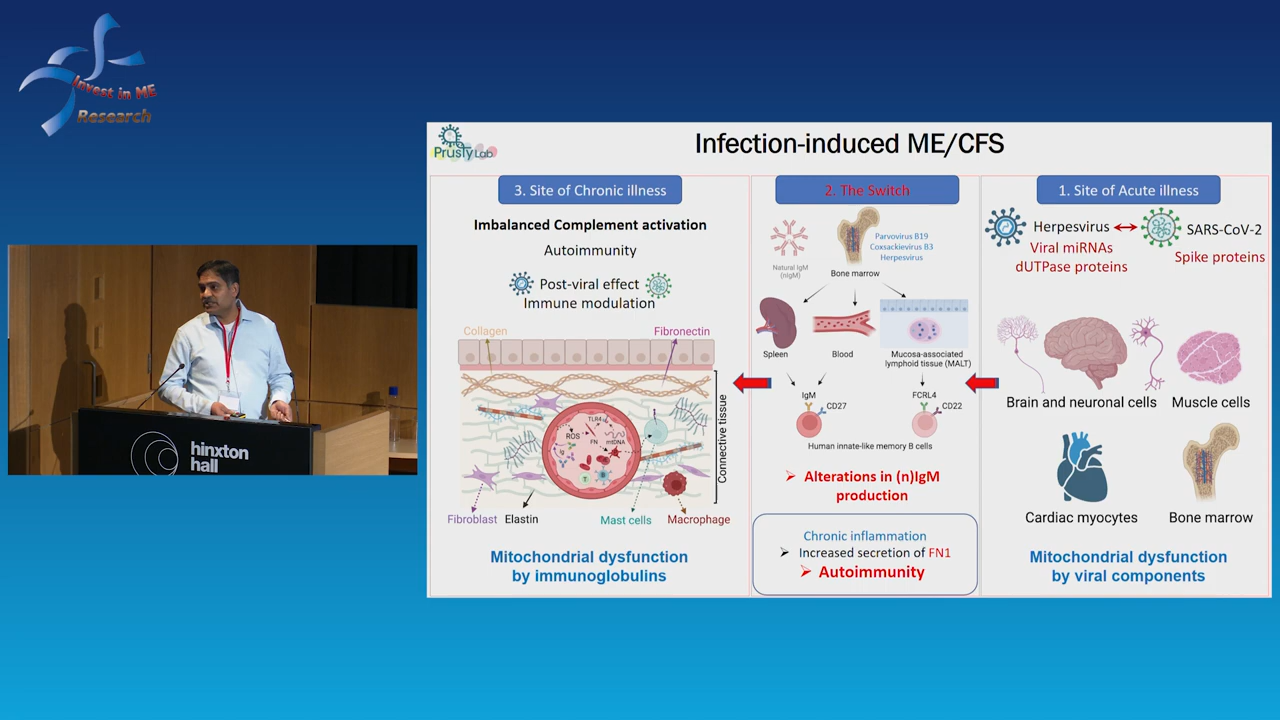 Invest in ME
Research
hinxton
hall
Prusty Lab
Infection-induced ME/CFS
3. Site of Chronic illness
Imbalanced Complement activation
Autoimmunity
Post-viral effect
Immune modulation
Collagen
Fibronectin
TLR4
ROS
FN
mtDNA
T
Connective tissue
Fibroblast
Elastin
Mast cells
Macrophage
Mitochondrial dysfunction
by immunoglobulins
2. The Switch
Natural IgM
(nIgM)
Parvovirus B19
Coxsackievirus B3
Herpesvirus
Bone marrow
Spleen
Blood
Mucosa-associated
lymphoid tissue (MALT)
IgM
CD27
FCRL4
CD22
Human innate-like memory B cells
➢ Alterations in (n)IgM
production
Chronic inflammation
➢ Increased secretion of FN1
➢ Autoimmunity
1. Site of Acute illness
Herpesvirus
SARS-CoV-2
Viral miRNAs
dUTPase proteins
Spike proteins
Brain and neuronal cells
Muscle cells
Cardiac myocytes
Bone marrow
Mitochondrial dysfunction
by viral components